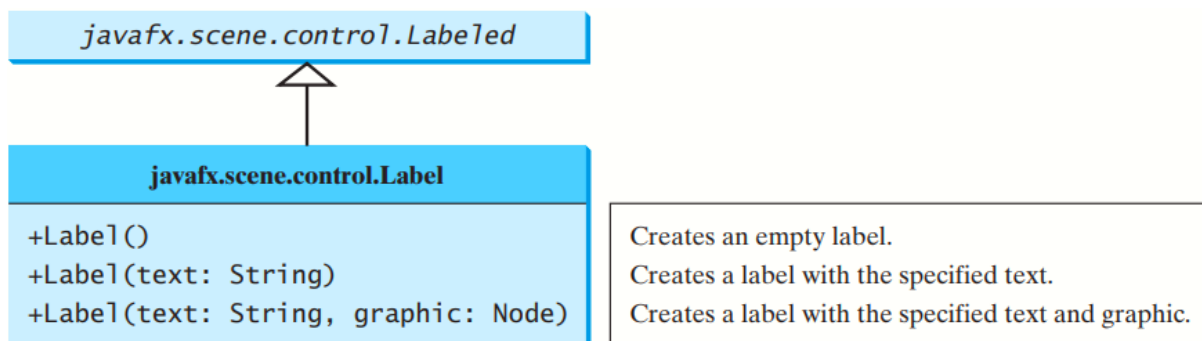 javafx.scene.control.Labeled
javafx.scene.control.Label
+Label()
Creates an empty label.
+Label(text: String)
Creates a label with the specified text.
+Label(text: String, graphic: Node)
Creates a label with the specified text and graphic.